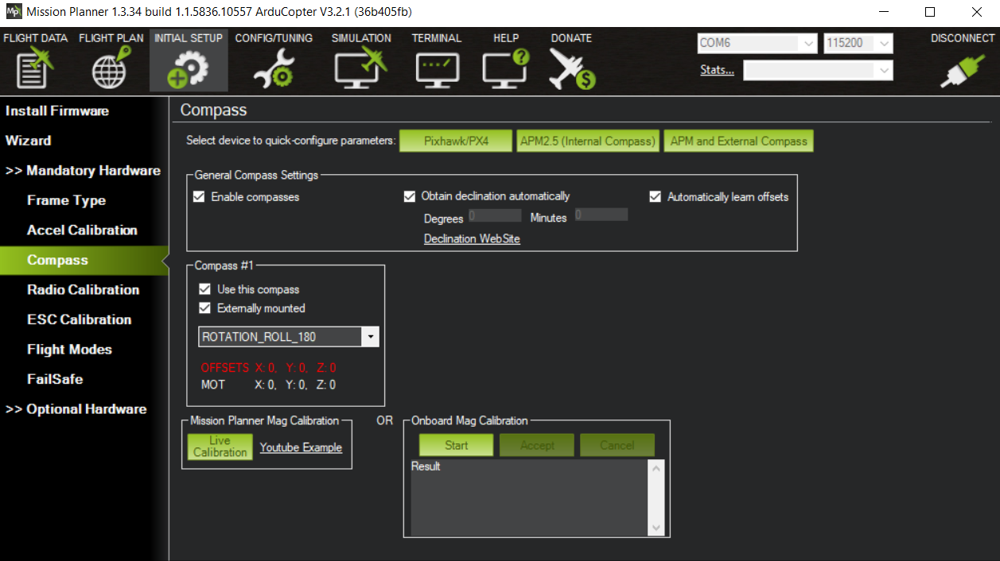 Mp Mission Planner 1.3.34 build 1.1.5836.10557 ArduCopter V3.2.1 (36b405fb)
FLIGHT DATA FLIGHT PLAN INITIAL SETUP CONFIG/TUNING SIMULATION TERMINAL HELP DONATE
COM6 115200 DISCONNECT
Stats...
Install Firmware
Wizard
>> Mandatory Hardware
Frame Type
Accel Calibration
Compass
Radio Calibration
ESC Calibration
Flight Modes
FailSafe
>> Optional Hardware
Compass
Select device to quick-configure parameters: Pixhawk/PX4 APM2.5 (Internal Compass) APM and External Compass
General Compass Settings
Enable compasses Obtain declination automatically Automatically learn offsets
Degrees 0 Minutes 0
Declination WebSite
Compass #1
Use this compass
Externally mounted
ROTATION_ROLL_180
OFFSETS X: 0, Y: 0, Z: 0
MOT X: 0, Y: 0, Z: 0
Mission Planner Mag Calibration
Live
Calibration
Youtube Example
OR
Onboard Mag Calibration
Start Accept Cancel
Result